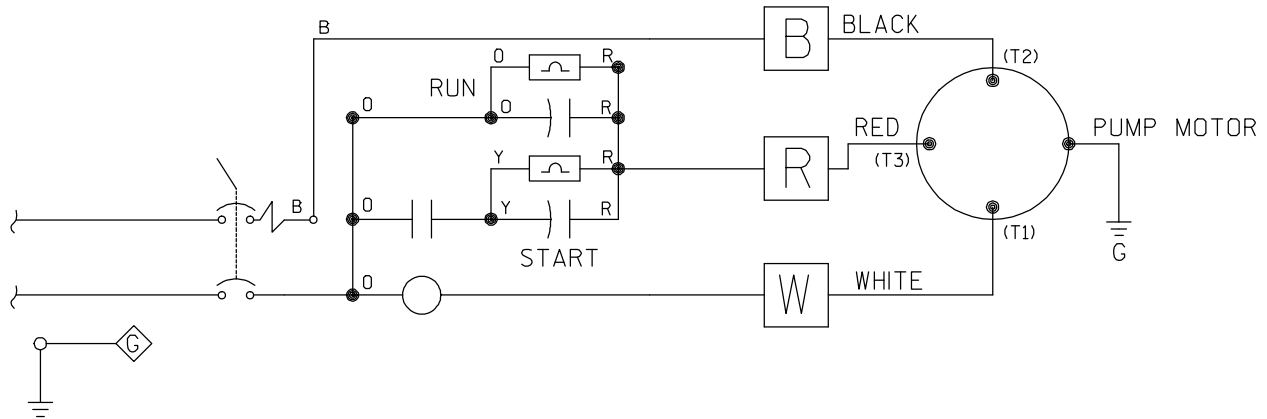 B
B
BLACK
(T2)
O
R
RUN
O
O
R
RED
R
(T3)
PUMP MOTOR
Y
R
B
O
Y
R
START
(T1)
G
O
W
WHITE
G